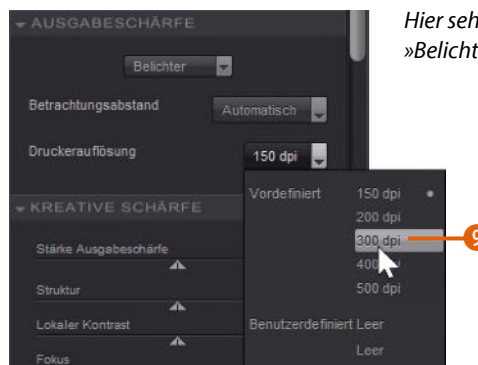 AUSGABESCHÄRFE
Belichter
Betrachtungsabstand Automatisch
Druckerauflösung 150 dpi
Vordefiniert 150 dpi
200 dpi
KREATIVE SCHÄRFE
300 dpi 9
Stärke Ausgabeschärfe
500 dpi
Struktur
Lokaler Kontrast
Benutzerdefiniert Leer
Fokus
Leer
Hier seh
»Belicht